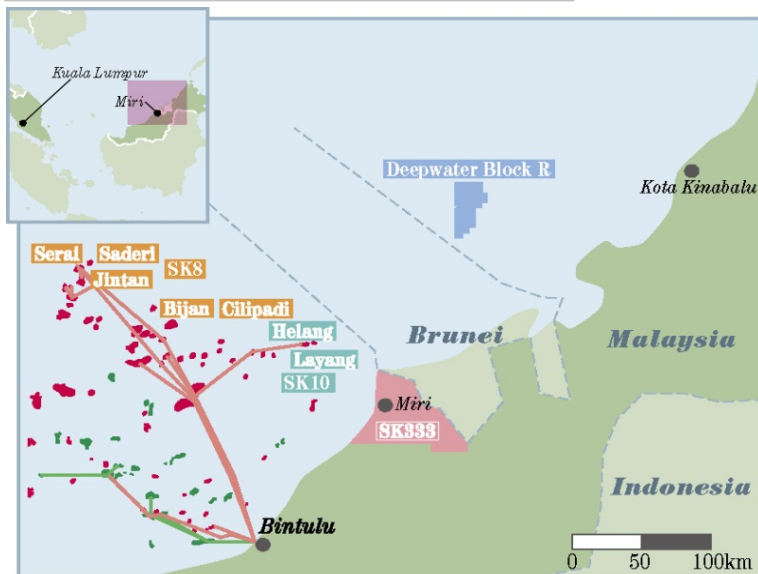 Kuala Lumpur
Miri
Deepwater Block R
Kota Kinabalu
Serai Saderi
SK8
Jintan
Bijan Cilipadi
Helang
Layang
SK10
Brunei
Malaysia
Miri
SK333
Indonesia
Bintulu
0 50 100km